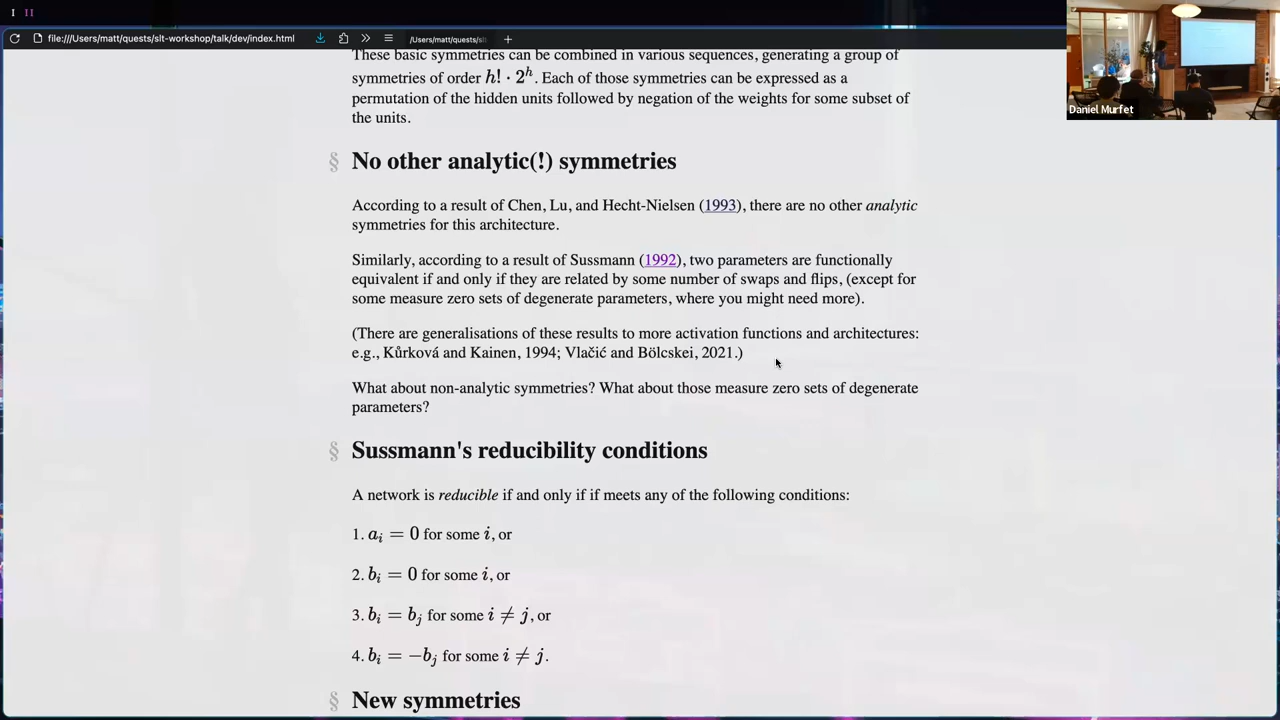 I II
file:///Users/matt/quests/slt-workshop/talk/dev/index.html
/Users/matt/quests/slt
These basic symmetries can be combined in various sequences, generating a group of
symmetries of order h! · 2^h. Each of those symmetries can be expressed as a
permutation of the hidden units followed by negation of the weights for some subset of
the units.
Daniel Murfet
§ No other analytic(!) symmetries
According to a result of Chen, Lu, and Hecht-Nielsen (1993), there are no other analytic
symmetries for this architecture.
Similarly, according to a result of Sussmann (1992), two parameters are functionally
equivalent if and only if they are related by some number of swaps and flips, (except for
some measure zero sets of degenerate parameters, where you might need more).
(There are generalisations of these results to more activation functions and architectures:
e.g., Kůrková and Kainen, 1994; Vlačić and Bölcskei, 2021.)
What about non-analytic symmetries? What about those measure zero sets of degenerate
parameters?
§ Sussmann's reducibility conditions
A network is reducible if and only if if meets any of the following conditions:
1. a_i = 0 for some i, or
2. b_i = 0 for some i, or
3. b_i = b_j for some i ≠ j, or
4. b_i = −b_j for some i ≠ j.
§ New symmetries